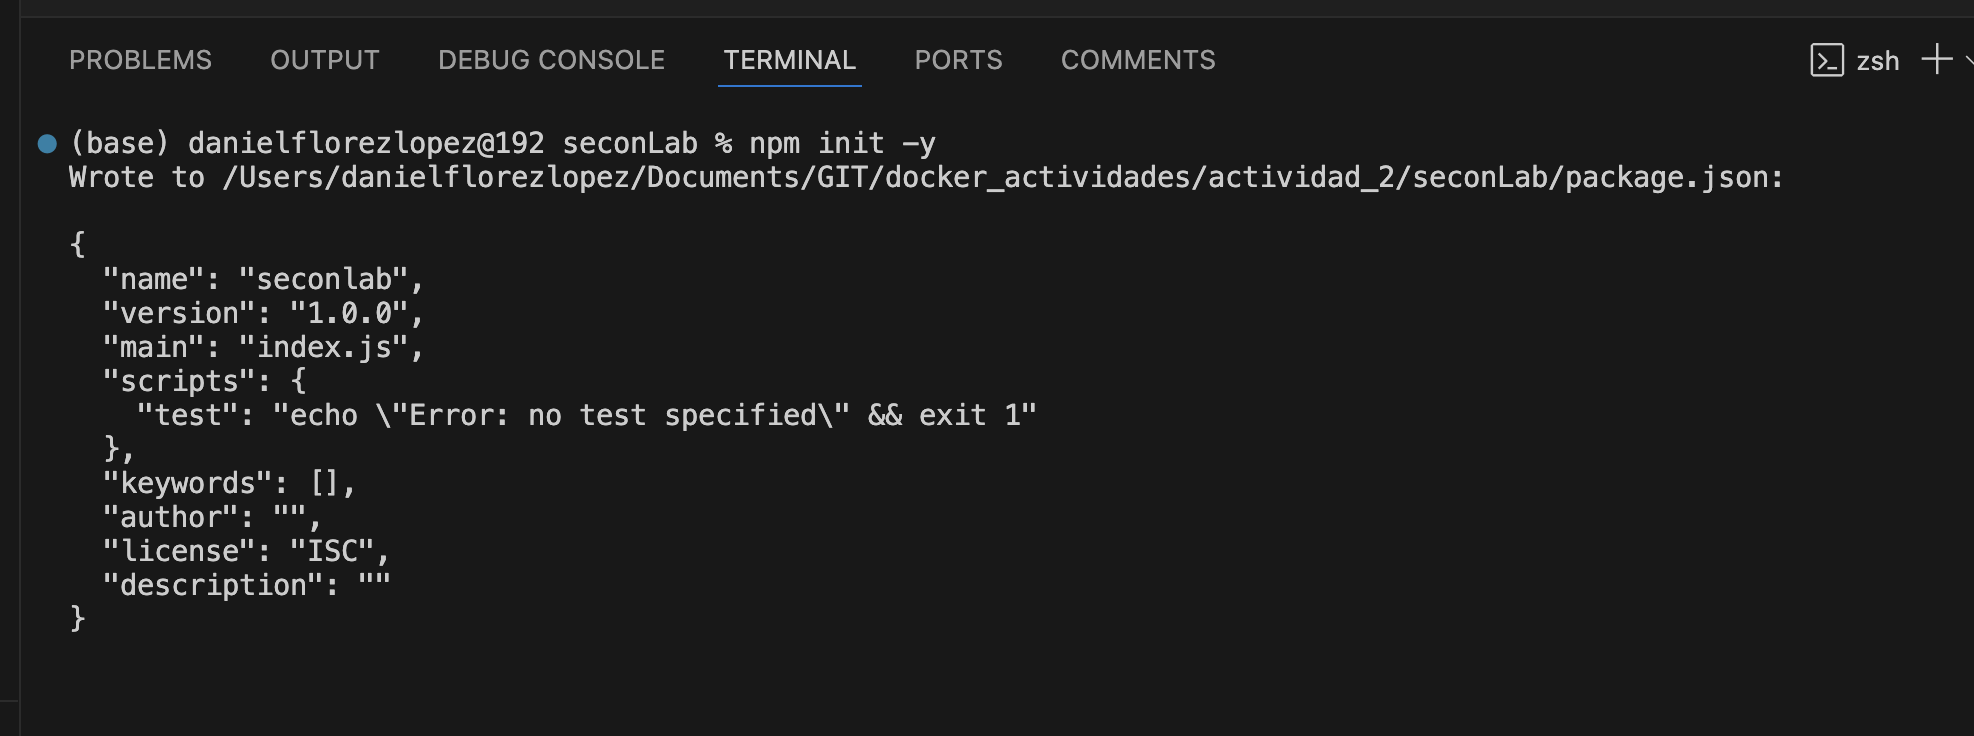 PROBLEMS OUTPUT DEBUG CONSOLE TERMINAL PORTS COMMENTS zsh
(base) danielflorezlopez@192 seconLab % npm init -y
Wrote to /Users/danielflorezlopez/Documents/GIT/docker_actividades/actividad_2/seconLab/package.json:
{
  "name": "seconlab",
  "version": "1.0.0",
  "main": "index.js",
  "scripts": {
    "test": "echo \"Error: no test specified\" && exit 1"
  },
  "keywords": [],
  "author": "",
  "license": "ISC",
  "description": ""
}